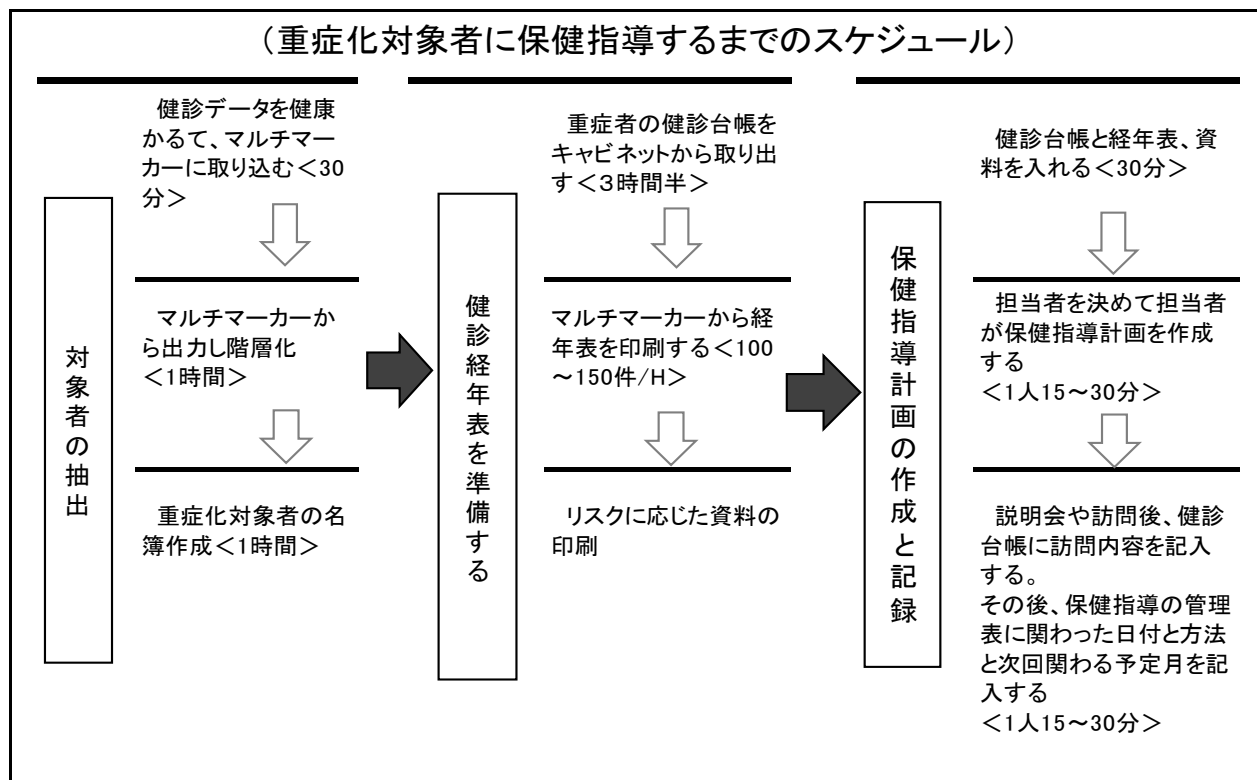 （重症化対象者に保健指導するまでのスケジュール）
対象者の抽出
健診データを健康
かるて、マルチマー
カーに取り込む＜30
分＞
マルチマーカーか
ら出力し階層化
＜1時間＞
重症化対象者の名
簿作成＜1時間＞
健診経年表を準備する
重症者の健診台帳を
キャビネットから取り出
す＜３時間半＞
マルチマーカーから経
年表を印刷する＜100
～150件/H＞
リスクに応じた資料の
印刷
保健指導計画の作成と記録
健診台帳と経年表、資
料を入れる＜30分＞
担当者を決めて担当者
が保健指導計画を作成
する
＜1人15～30分＞
説明会や訪問後、健診
台帳に訪問内容を記入
する。
その後、保健指導の管理
表に関わった日付と方法
と次回関わる予定月を記
入する
＜1人15～30分＞